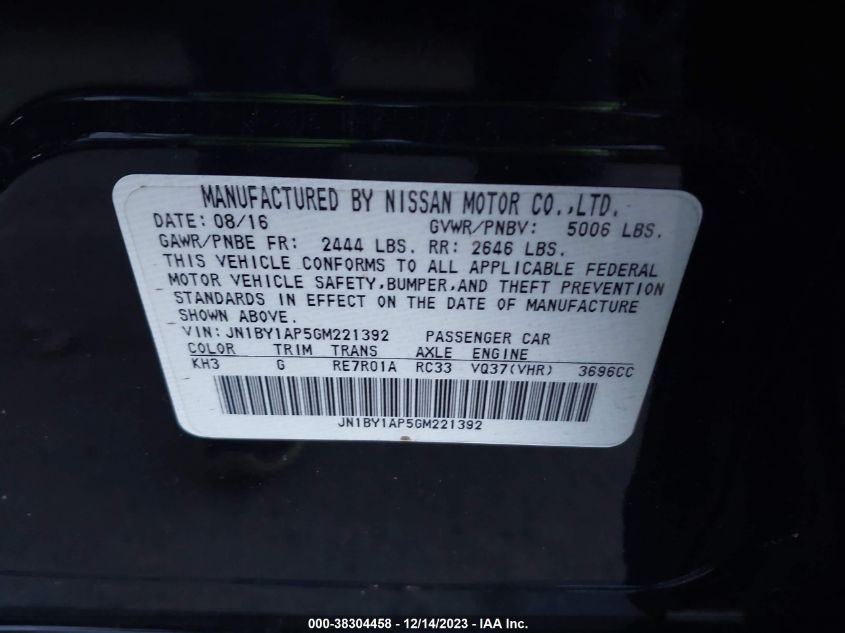 MANUFACTURED BY NISSAN MOTOR CO.,LTD.
DATE: 08/16 GVWR/PNBV: 5006 LBS.
GAWR/PNBE FR: 2444 LBS. RR: 2646 LBS.
THIS VEHICLE CONFORMS TO ALL APPLICABLE FEDERAL
MOTOR VEHICLE SAFETY,BUMPER,AND THEFT PREVENTION
STANDARDS IN EFFECT ON THE DATE OF MANUFACTURE
SHOWN ABOVE.
VIN: JN1BY1AP5GM221392 PASSENGER CAR
COLOR TRIM TRANS AXLE ENGINE
KH3 G RE7R01A RC33 VQ37(VHR) 3696CC
JN1BY1AP5GM221392
000-38304458 - 12/14/2023 - IAA Inc.